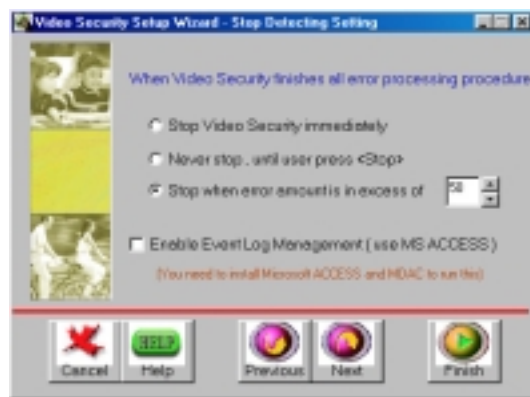 Video Security Setup Wizard - Stop Detecting Setting
When Video Security finishes all error processing procedure
Stop Video Security immediately
Never stop , until user press <Stop>
Stop when error amount is in excess of 50
Enable Event Log Management ( use MS ACCESS )
(You need to install Microsoft ACCESS and MDAC to run this)
HELP
Cancel Help Previous Next Finish